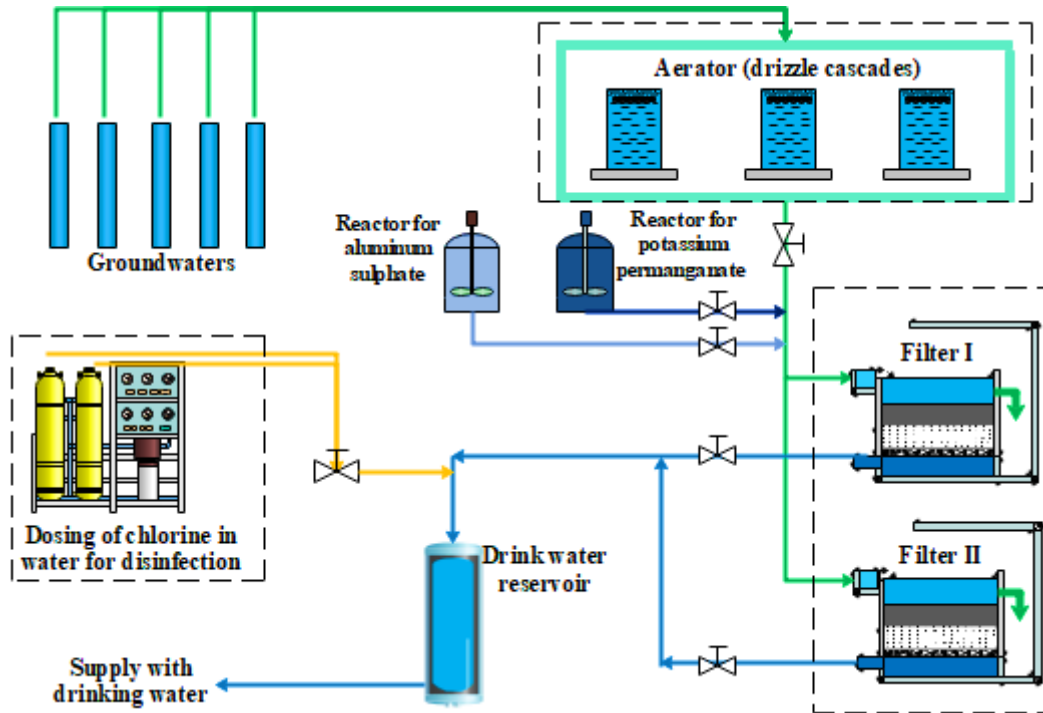 Aerator (drizzle cascades)
Groundwaters
Reactor for
aluminum
sulphate
Reactor for
potassium
permanganate
Filter I
Dosing of chlorine in
water for disinfection
Drink water
reservoir
Filter II
Supply with
drinking water